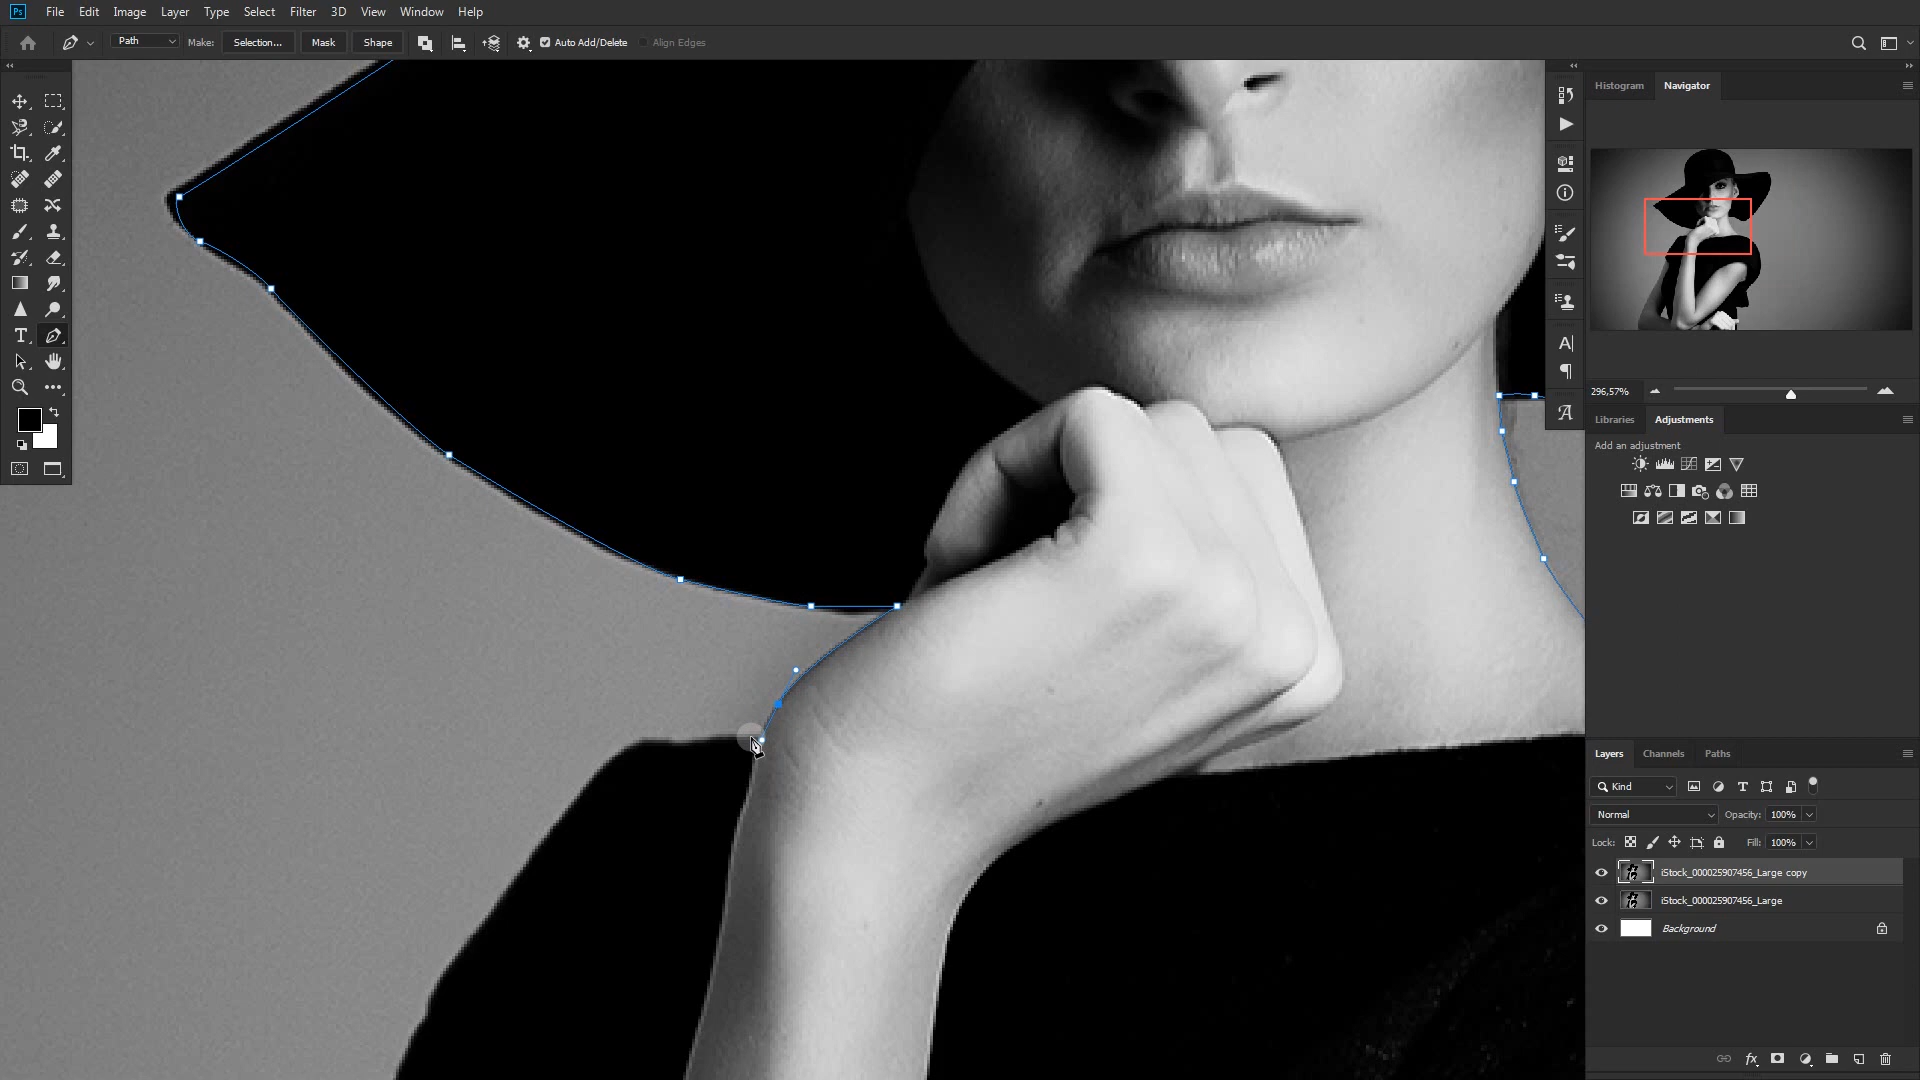 Ps File Edit Image Layer Type Select Filter 3D View Window Help
Path Make: Selection... Mask Shape Auto Add/Delete Align Edges
Histogram Navigator
296,57%
Libraries Adjustments
Add an adjustment
Layers Channels Paths
Kind
Normal Opacity: 100%
Lock: Fill: 100%
iStock_000025907456_Large copy
iStock_000025907456_Large
Background